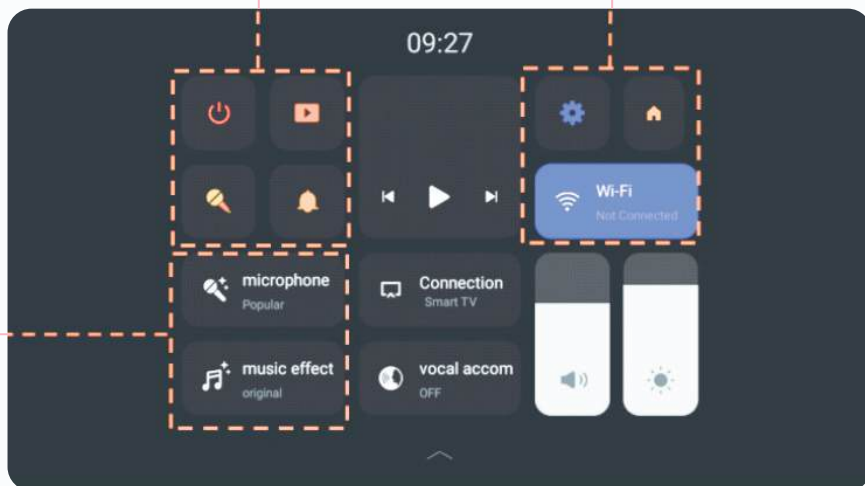 09:27
Wi-Fi
Not Connected
microphone
Popular
Connection
Smart TV
music effect
original
vocal accom
OFF